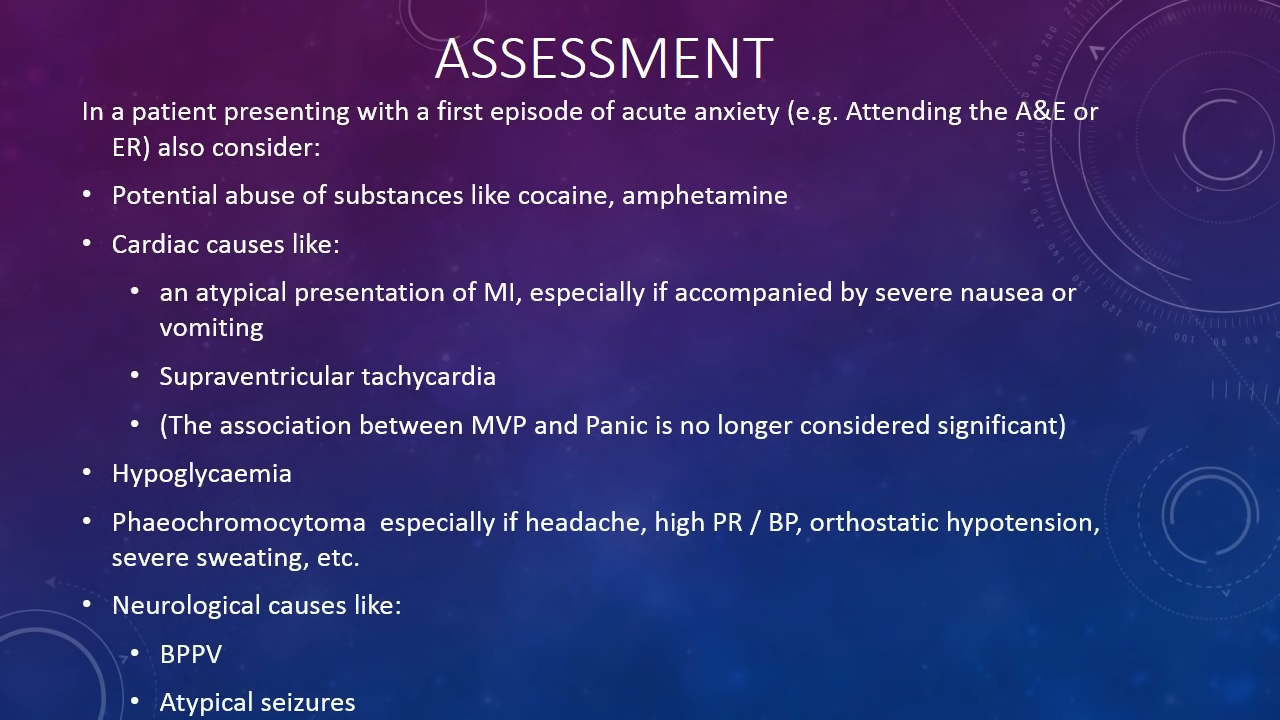 ASSESSMENT
In a patient presenting with a first episode of acute anxiety (e.g. Attending the A&E or
ER) also consider:
• Potential abuse of substances like cocaine, amphetamine
• Cardiac causes like:
• an atypical presentation of MI, especially if accompanied by severe nausea or
vomiting
• Supraventricular tachycardia
• (The association between MVP and Panic is no longer considered significant)
• Hypoglycaemia
• Phaeochromocytoma  especially if headache, high PR / BP, orthostatic hypotension,
severe sweating, etc.
• Neurological causes like:
• BPPV
• Atypical seizures